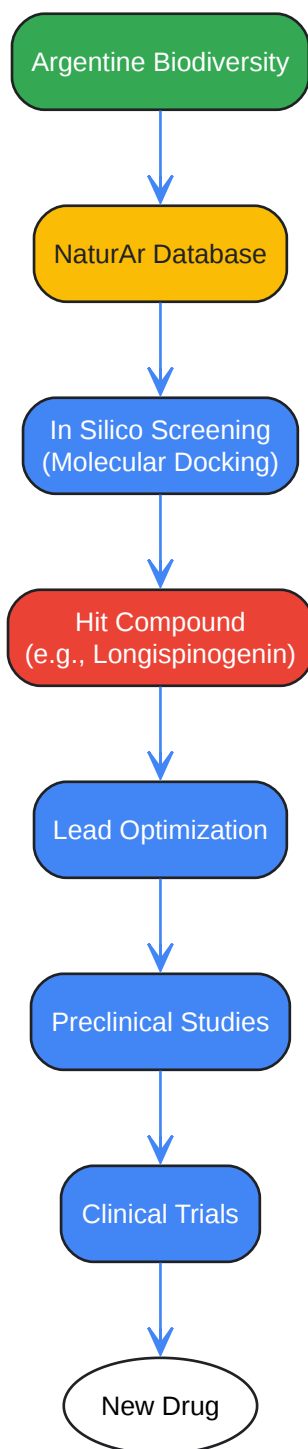 Argentine Biodiversity
NaturAr Database
In Silico Screening
(Molecular Docking)
Hit Compound
(e.g., Longispinogenin)
Lead Optimization
Preclinical Studies
Clinical Trials
New Drug